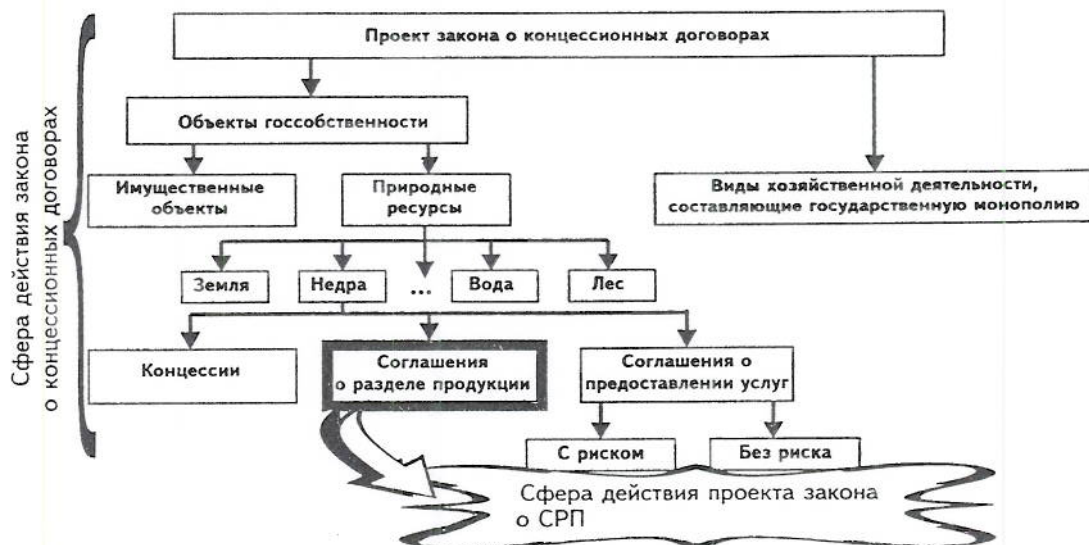 Проект закона о концессионных договорах
Сфера действия закона
о концессионных договорах
Объекты госсобственности
Имущественные
объекты
Природные
ресурсы
Виды хозяйственной деятельности,
составляющие государственную монополию
Земля
Недра
...
Вода
Лес
Концессии
Соглашения
о разделе продукции
Соглашения о
предоставлении услуг
С риском
Без риска
Сфера действия проекта закона
о СРП